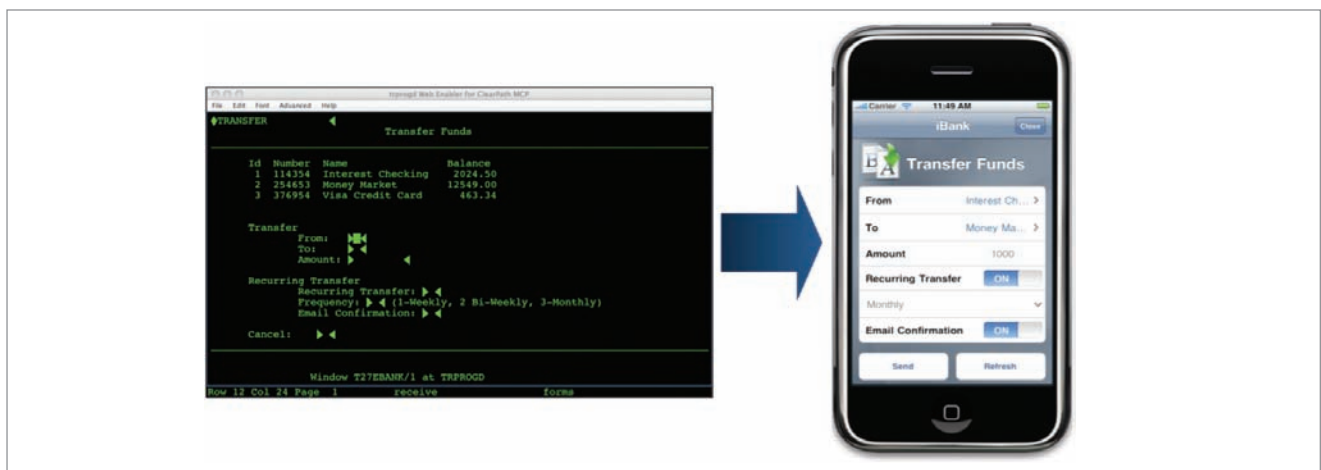 trprogd Web Enabler for ClearPath MCP
File Edit Font Advanced Help
TRANSFER
Transfer Funds
Id Number Name Balance
1 114354 Interest Checking 2024.50
2 254653 Money Market 12549.00
3 376954 Visa Credit Card 463.34
Transfer
From:
To:
Amount:
Recurring Transfer
Recurring Transfer:
Frequency: (1-Weekly, 2 Bi-Weekly, 3-Monthly)
Email Confirmation:
Cancel:
Window T27EBANK/1 at TRPROGD
Row 12 Col 24 Page 1 receive forms
Carrier 11:49 AM
iBank Close
B A Transfer Funds
From Interest Ch... >
To Money Ma... >
Amount 1000
Recurring Transfer ON
Monthly
Email Confirmation ON
Send Refresh